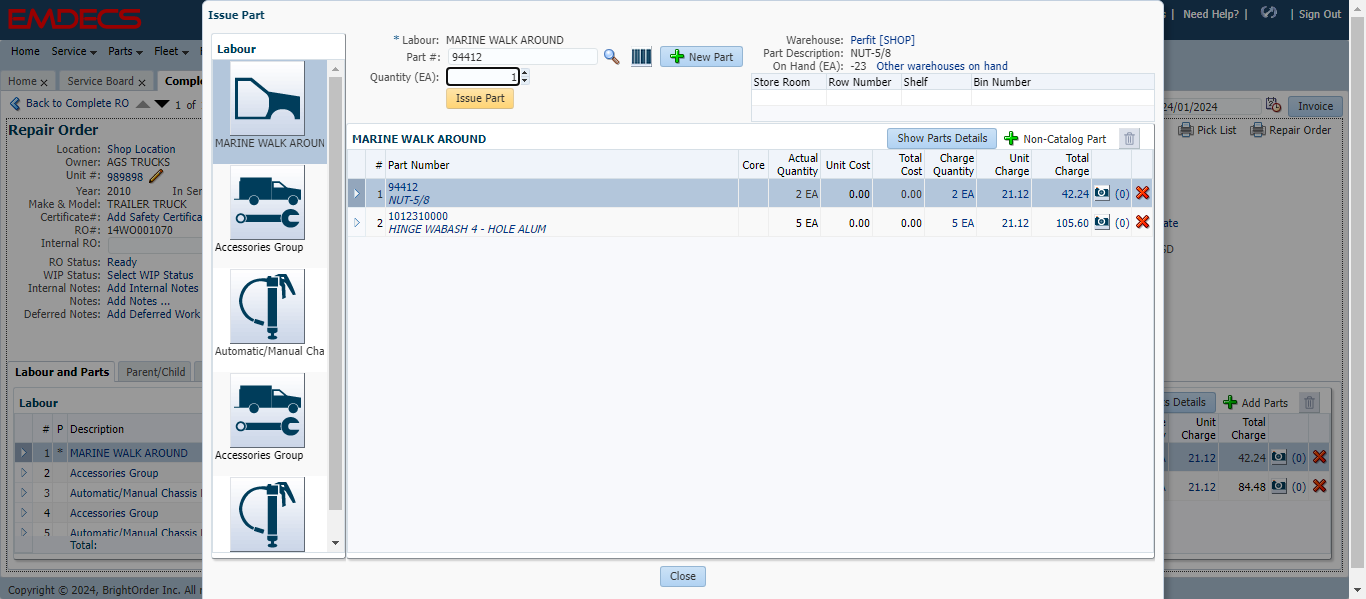 EMDECS
Need Help? |
| Sign Out
Home Service Parts Fleet
Home Service Board Comple
Back to Complete RO 1 of
24/01/2024 Invoice
Pick List Repair Order
Repair Order
Location: Shop Location
Owner: AGS TRUCKS
Unit #: 989898
Year: 2010 In Ser
Make & Model: TRAILER TRUCK
Certificate#: Add Safety Certifica
RO#: 14WO001070
Internal RO:
RO Status: Ready
WIP Status: Select WIP Status
Internal Notes: Add Internal Notes
Notes: Add Notes ...
Deferred Notes: Add Deferred Work
Labour and Parts Parent/Child
Labour
# P Description
1 * MARINE WALK AROUND
2 Accessories Group
3 Automatic/Manual Chassis
4 Accessories Group
5 Automatic/Manual Chassis
Total:
Copyright © 2024, BrightOrder Inc. All
Issue Part
Labour
MARINE WALK AROUN
Accessories Group
Automatic/Manual Cha
Accessories Group
* Labour: MARINE WALK AROUND
Part #: 94412 New Part
Quantity (EA): 1
Issue Part
Warehouse: Perfit [SHOP]
Part Description: NUT-5/8
On Hand (EA): -23 Other warehouses on hand
Store Room Row Number Shelf Bin Number
MARINE WALK AROUND Show Parts Details Non-Catalog Part
# Part Number Core Actual Quantity Unit Cost Total Cost Charge Quantity Unit Charge Total Charge
1 94412 2 EA 0.00 0.00 2 EA 21.12 42.24 (0)
NUT-5/8
2 1012310000 5 EA 0.00 0.00 5 EA 21.12 105.60 (0)
HINGE WABASH 4 - HOLE ALUM
Close
ate
SD
s Details Add Parts
Unit Charge Total Charge
21.12 42.24 (0)
21.12 84.48 (0)